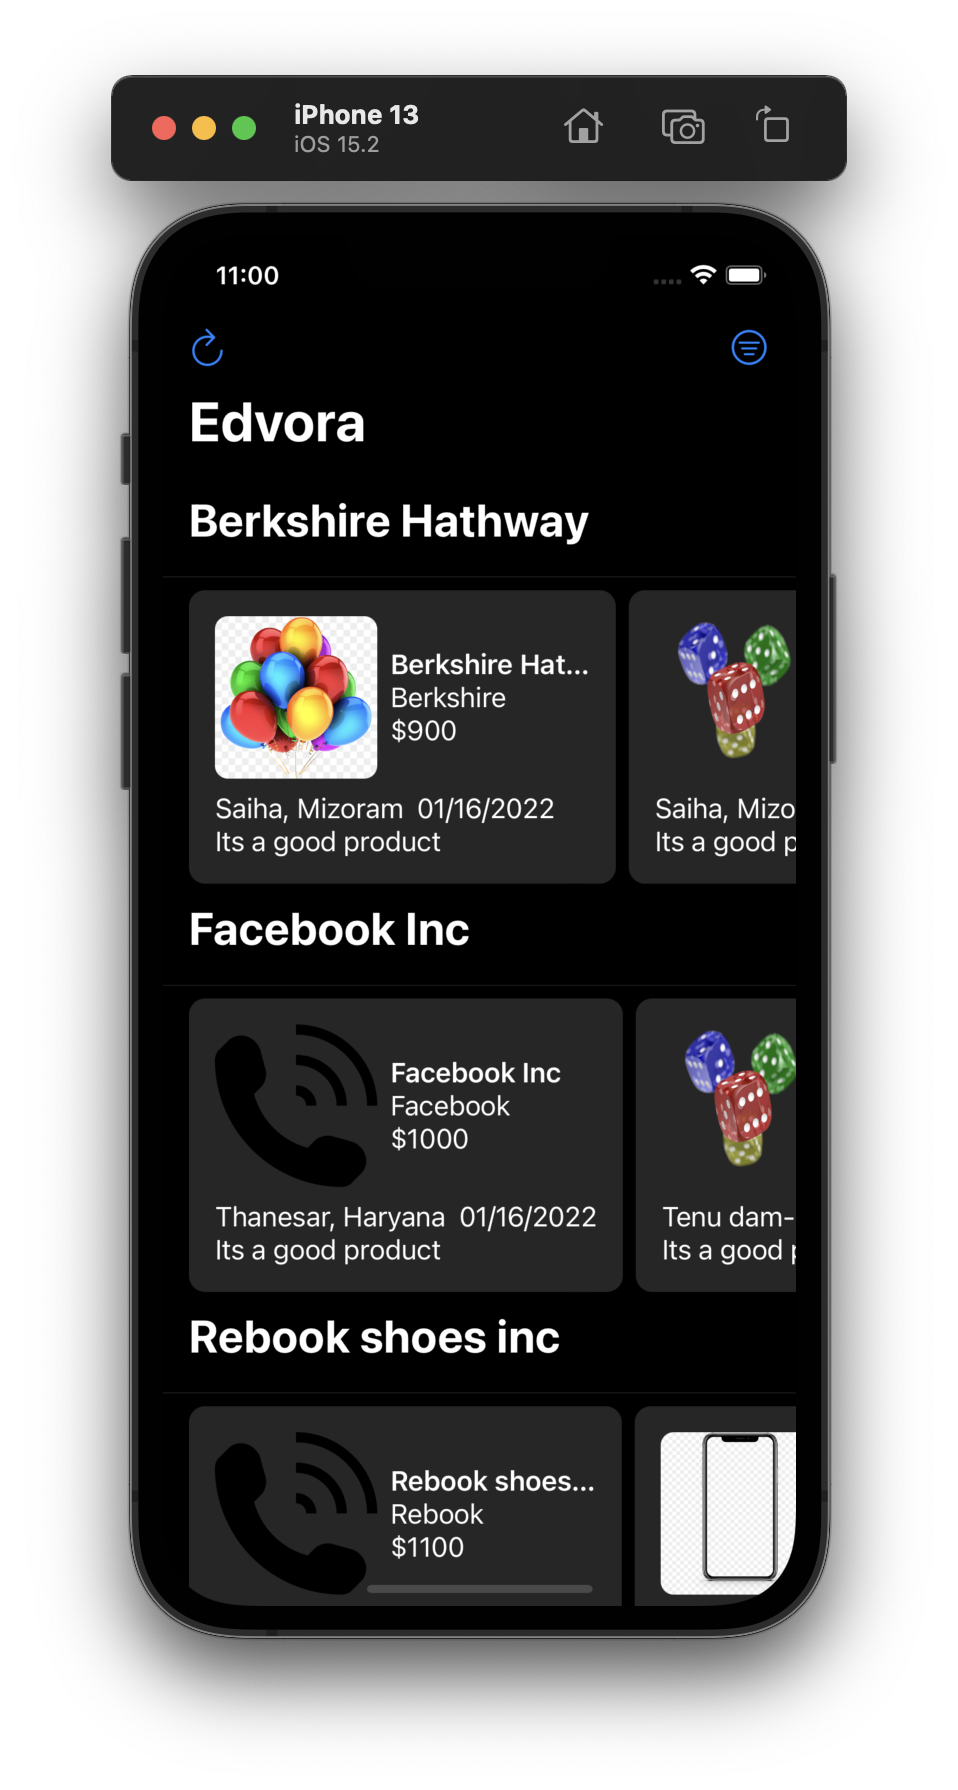 iPhone 13
iOS 15.2
11:00
Edvora
Berkshire Hathway
Berkshire Hat...
Berkshire
$900
Saiha, Mizoram 01/16/2022
Its a good product
Saiha, Mizo
Its a good p
Facebook Inc
Facebook Inc
Facebook
$1000
Thanesar, Haryana 01/16/2022
Its a good product
Tenu dam-
Its a good p
Rebook shoes inc
Rebook shoes...
Rebook
$1100